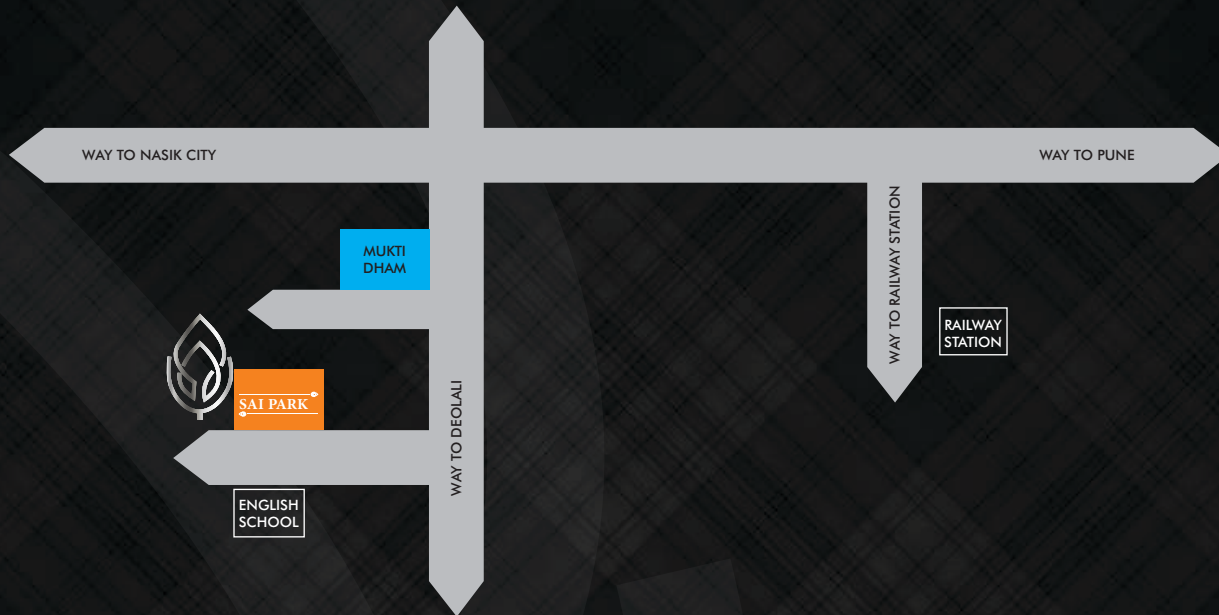 WAY TO NASIK CITY
WAY TO PUNE
WAY TO RAILWAY STATION
MUKTI
DHAM
RAILWAY
STATION
SAI PARK
WAY TO DEOLALI
ENGLISH
SCHOOL